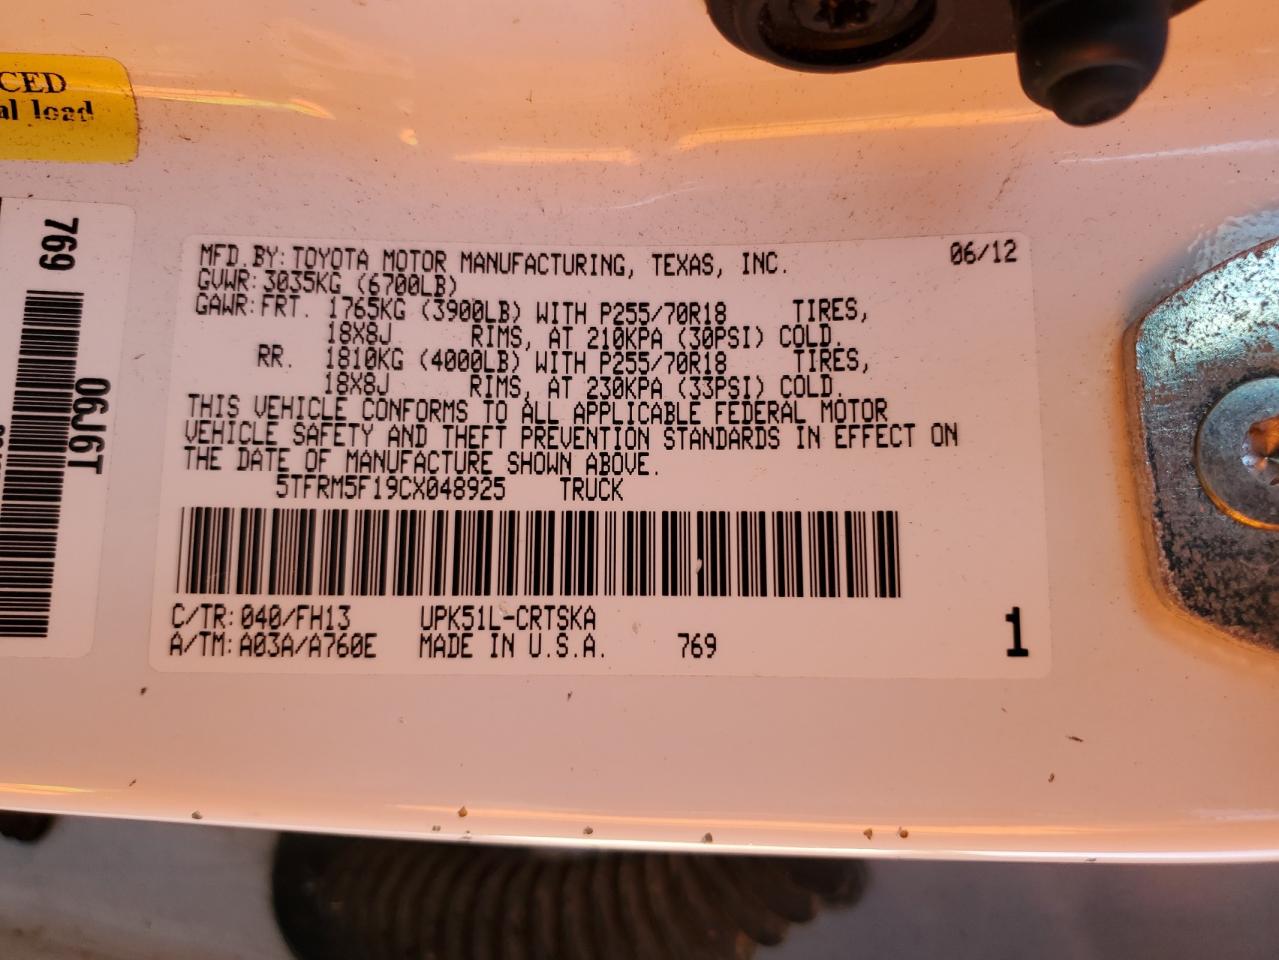 CED
al load
769
06J6T
MFD.BY:TOYOTA MOTOR MANUFACTURING, TEXAS, INC. 06/12
GVWR:3035KG (6700LB)
GAWR:FRT. 1765KG (3900LB) WITH P255/70R18 TIRES,
18X8J RIMS, AT 210KPA (30PSI) COLD.
RR. 1810KG (4000LB) WITH P255/70R18 TIRES,
18X8J RIMS, AT 230KPA (33PSI) COLD.
THIS VEHICLE CONFORMS TO ALL APPLICABLE FEDERAL MOTOR
VEHICLE SAFETY AND THEFT PREVENTION STANDARDS IN EFFECT ON
THE DATE OF MANUFACTURE SHOWN ABOVE.
5TFRM5F19CX048925 TRUCK
C/TR:040/FH13 UPK51L-CRTSKA
A/TM:A03A/A760E MADE IN U.S.A. 769 1